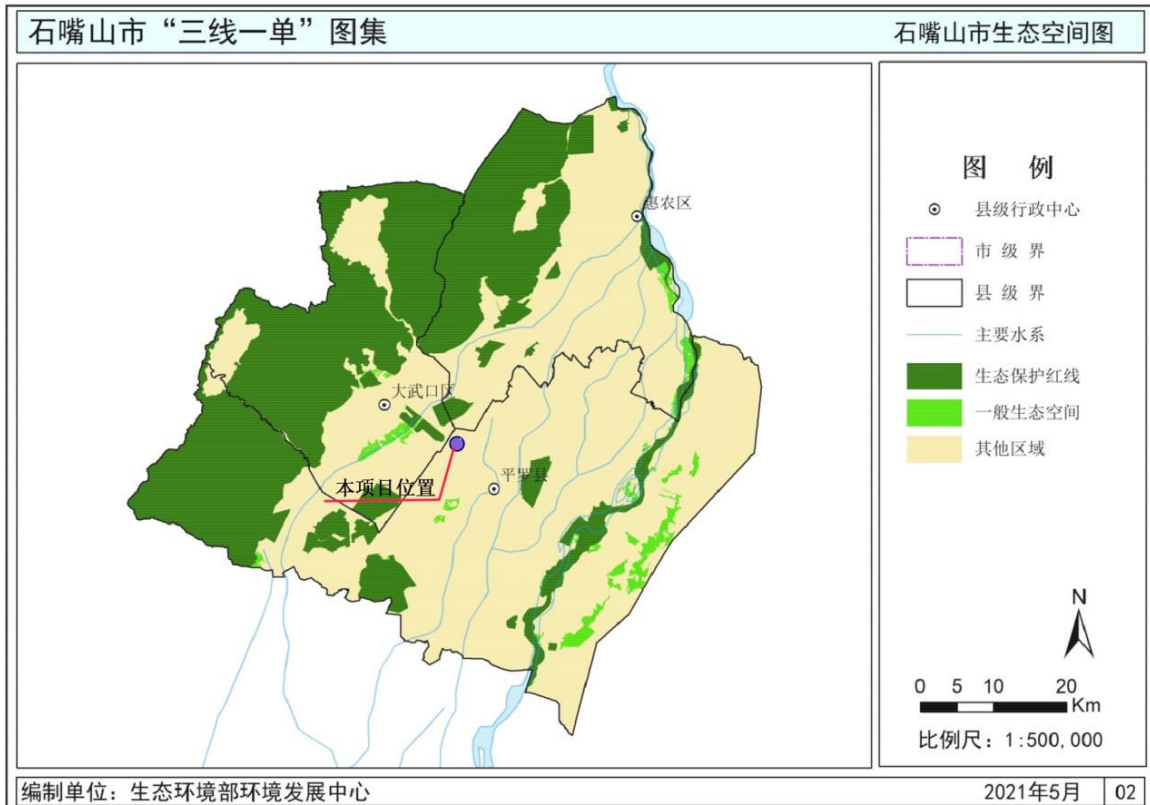 石嘴山市“三线一单”图集
石嘴山市生态空间图
惠农区
大武口区
平罗县
本项目位置
图 例
县级行政中心
市 级 界
县 级 界
主要水系
生态保护红线
一般生态空间
其他区域
N
0 5 10 20
Km
比例尺：1:500,000
编制单位：生态环境部环境发展中心
2021年5月
02